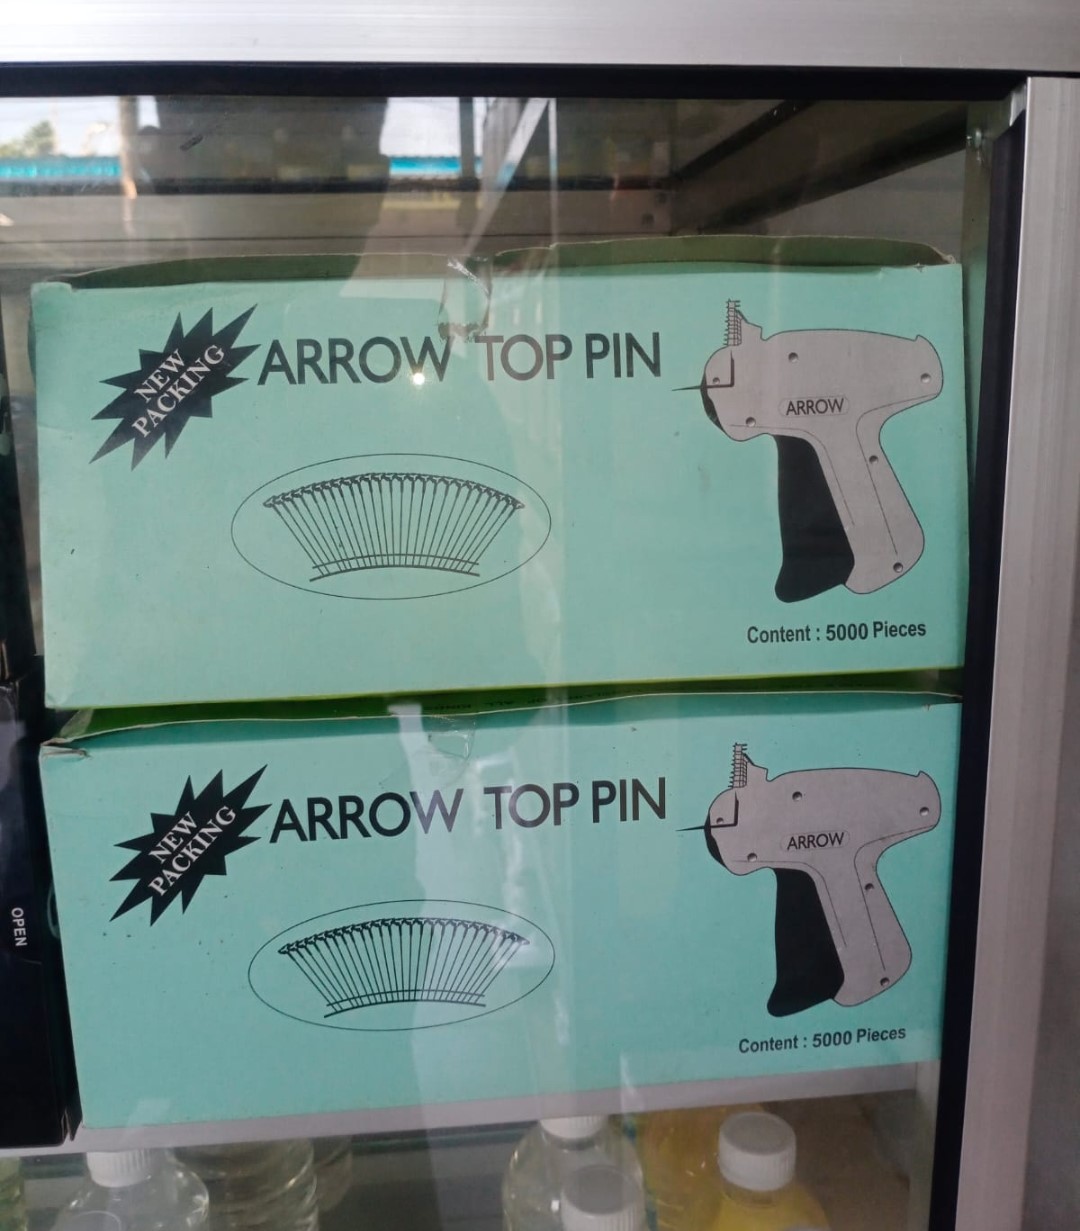 NEW
PACKING
ARROW TOP PIN
ARROW
Content : 5000 Pieces
NEW
PACKING
ARROW TOP PIN
ARROW
Content : 5000 Pieces
OPEN